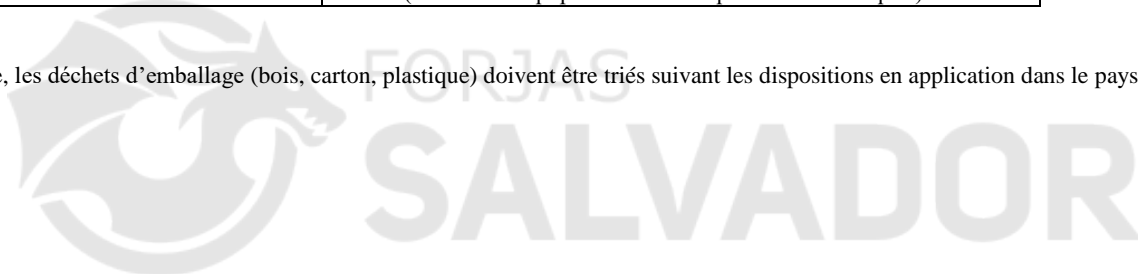 e, les déchets d’emballage (bois, carton, plastique) doivent être triés suivant les dispositions en application dans le pays
FORJAS
SALVADOR